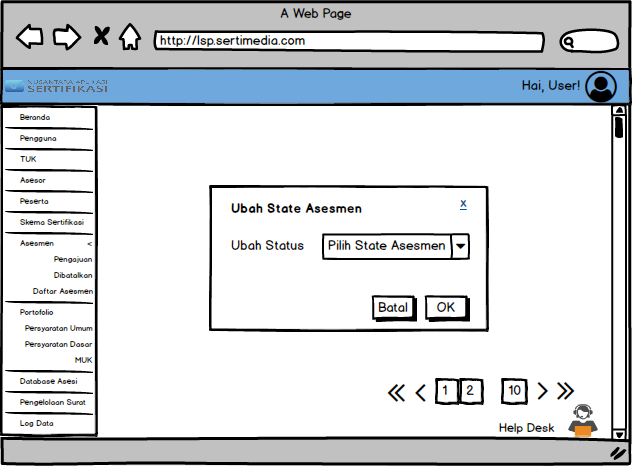 A Web Page
http://lsp.sertimedia.com
NUSANTARA APLIKASI
SERTIFIKASI
Hai, User!
Beranda
Pengguna
TUK
Asesor
Peserta
Skema Sertifikasi
Asesmen <
Pengajuan
Dibatalkan
Daftar Asesmen
Portofolio
Persyaratan Umum
Persyaratan Dasar
MUK
Database Asesi
Pengelolaan Surat
Log Data
Ubah State Asesmen x
Ubah Status Pilih State Asesmen
Batal OK
1 2 10
Help Desk